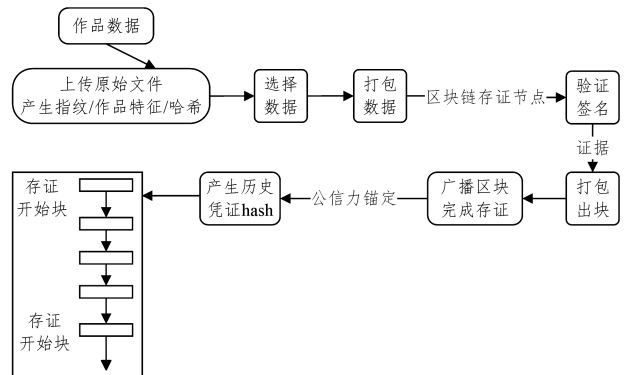 作品数据
上传原始文件
产生指纹/作品特征/哈希
选择
数据
打包
数据
区块链存证节点
验证
签名
证据
打包
出块
广播区块
完成存证
公信力锚定
产生历史
凭证hash
存证
开始块
存证
开始块